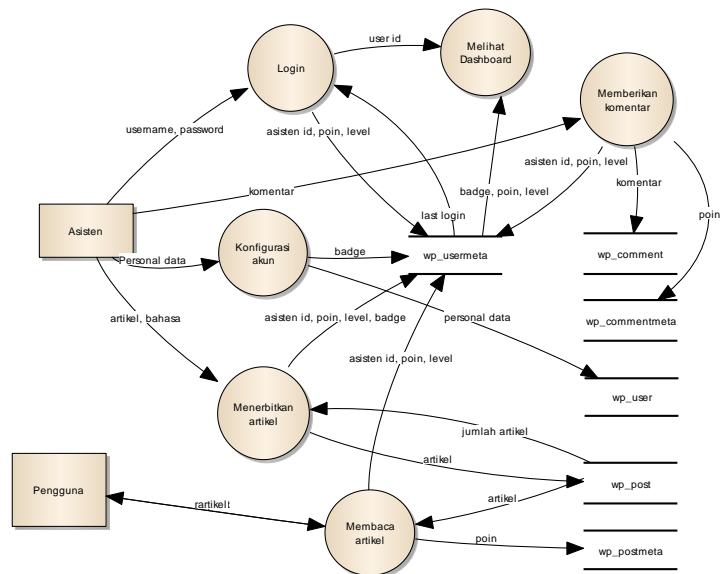 user id
Melihat
Dashboard
Login
Memberikan
komentar
username, password
asisten id, poin, level
asisten id, poin, level
komentar
badge, poin, level
komentar
last login
poin
Asisten
Personal data
Konfigurasi
akun
badge
wp_usermeta
wp_comment
artikel, bahasa
asisten id, poin, level, badge
personal data
wp_commentmeta
asisten id, poin, level
wp_user
Menerbitkan
artikel
jumlah artikel
artikel
wp_post
Pengguna
artikel
Membaca
artikel
poin
wp_postmeta